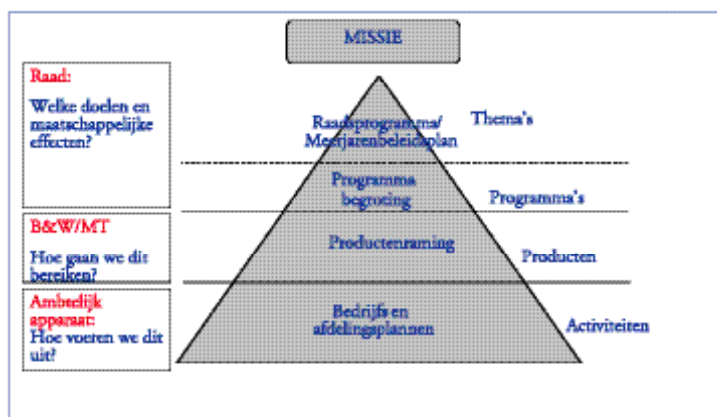 MISSIE
Raad:
Welke doelen en
maatschappelijke
effecten?
Raadsprogramma/
Meerjarenbeleidsplan
Thema's
Programma
begroting
Programma's
B&W/MT
Hoe gaan we dit
bereiken?
Productenraming
Producten
Ambtelijk
apparaat:
Hoe voeren we dit
uit?
Bedrijfs en
afdelingsplannen
Activiteiten